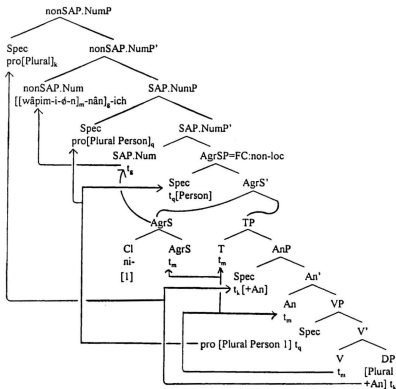 nonSAP.NumP
Spec nonSAP.NumP'
pro[Plural]k
nonSAP.Num SAP.NumP
[[wâpim-i-ó-n]m-nân]g-ich
Spec SAP.NumP'
pro[Plural Person]q
SAP.Num AgrSP=FC:non-loc
tg
Spec AgrS'
tq[Person]
AgrS TP
Cl AgrS T AnP
ni- tm tm
[1] Spec An'
tk [+An]
An VP
tm
Spec V'
pro [Plural Person 1] tq
V DP
tm [Plural
+An] tk